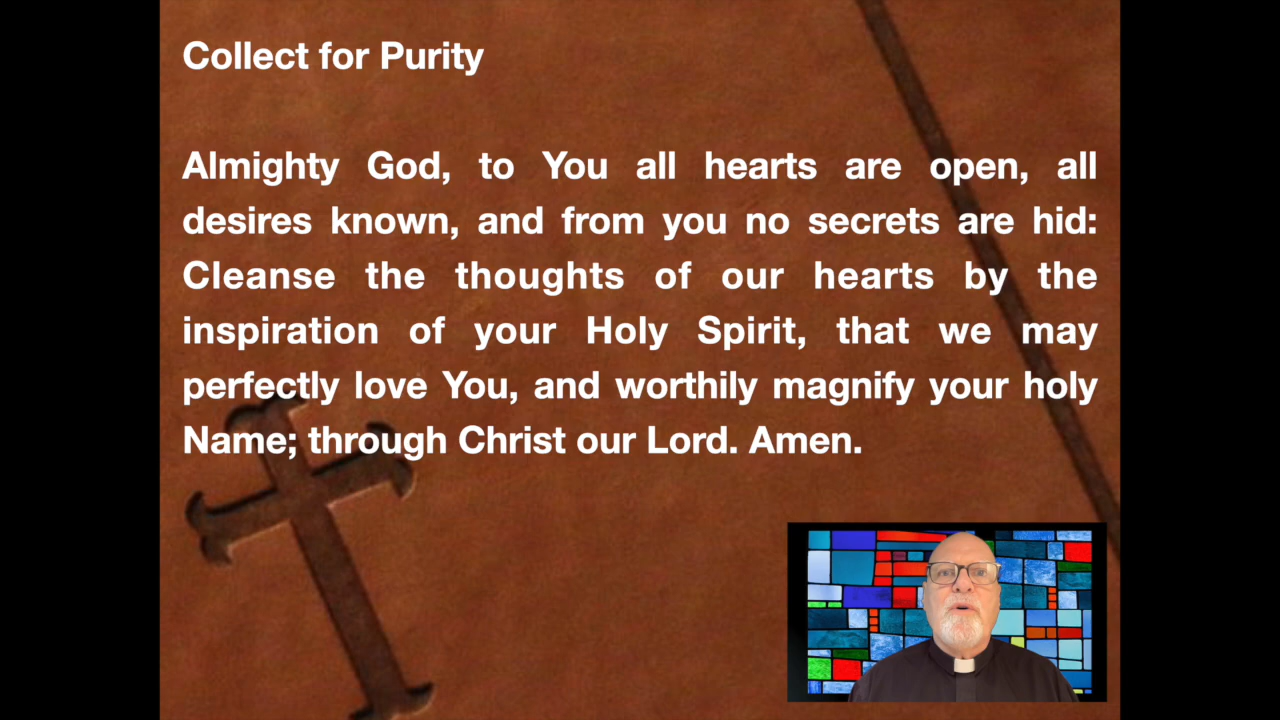 Collect for Purity
Almighty God, to You all hearts are open, all
desires known, and from you no secrets are hid:
Cleanse the thoughts of our hearts by the
inspiration of your Holy Spirit, that we may
perfectly love You, and worthily magnify your holy
Name; through Christ our Lord. Amen.